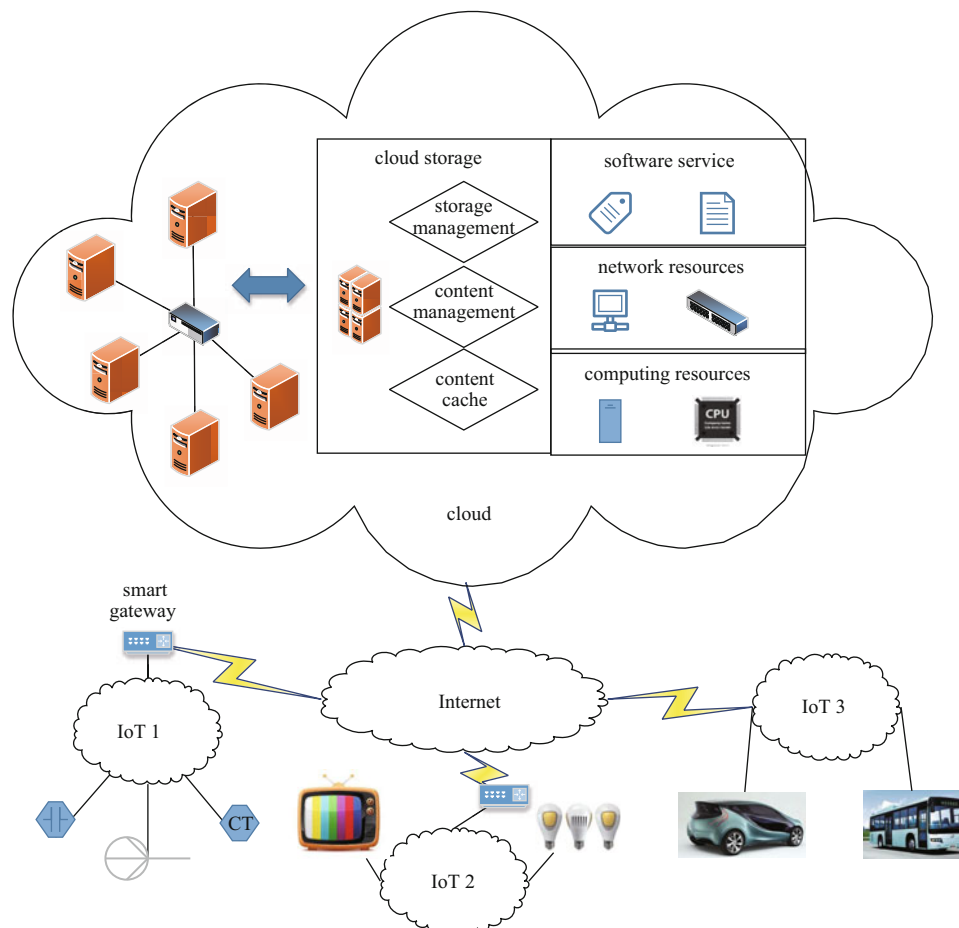 cloud storage
storage
management
content
management
content
cache
software service
network resources
computing resources
CPU
cloud
smart
gateway
Internet
IoT 1
IoT 3
CT
IoT 2